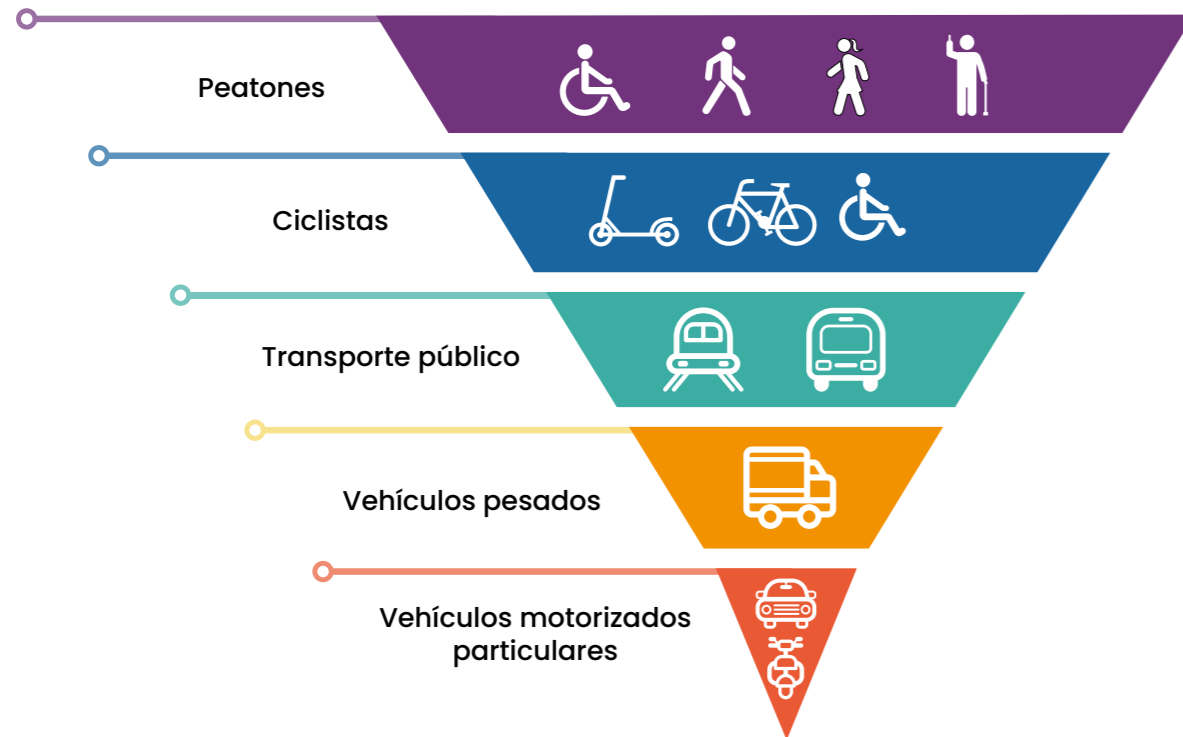 Peatones
Ciclistas
Transporte público
Vehículos pesados
Vehículos motorizados
particulares